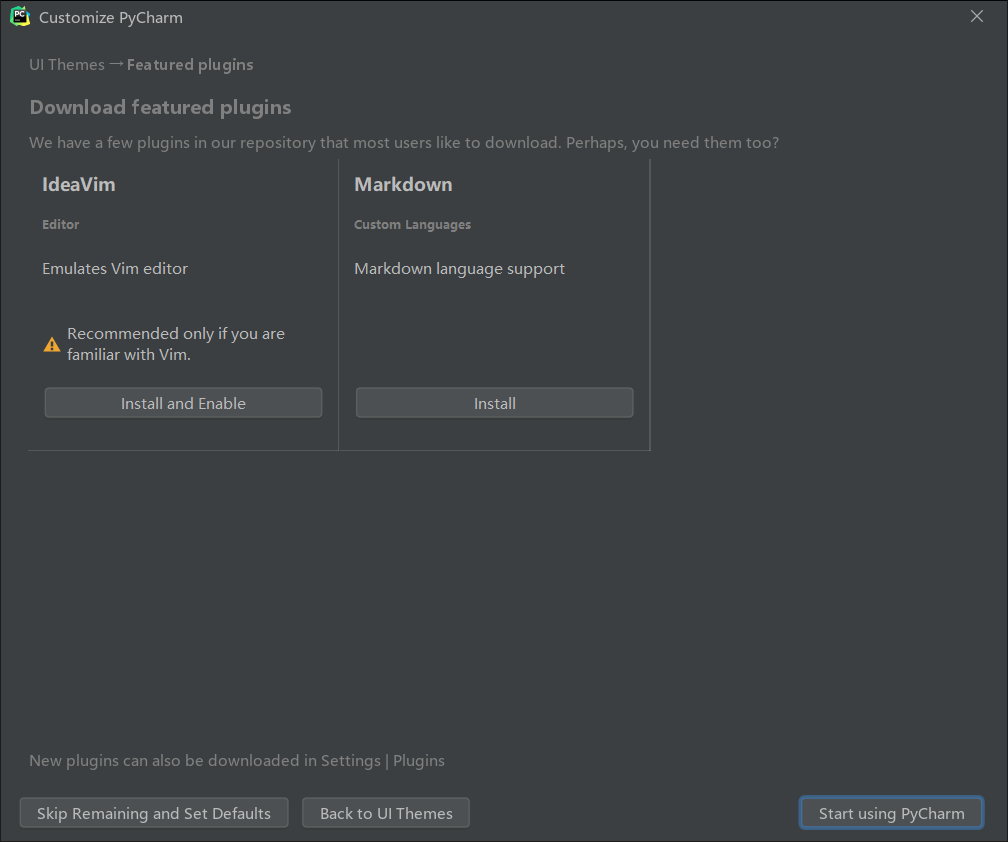 PC
Customize PyCharm
UI Themes → Featured plugins
Download featured plugins
We have a few plugins in our repository that most users like to download. Perhaps, you need them too?
IdeaVim
Editor
Emulates Vim editor
Recommended only if you are
familiar with Vim.
Install and Enable
Markdown
Custom Languages
Markdown language support
Install
New plugins can also be downloaded in Settings | Plugins
Skip Remaining and Set Defaults
Back to UI Themes
Start using PyCharm